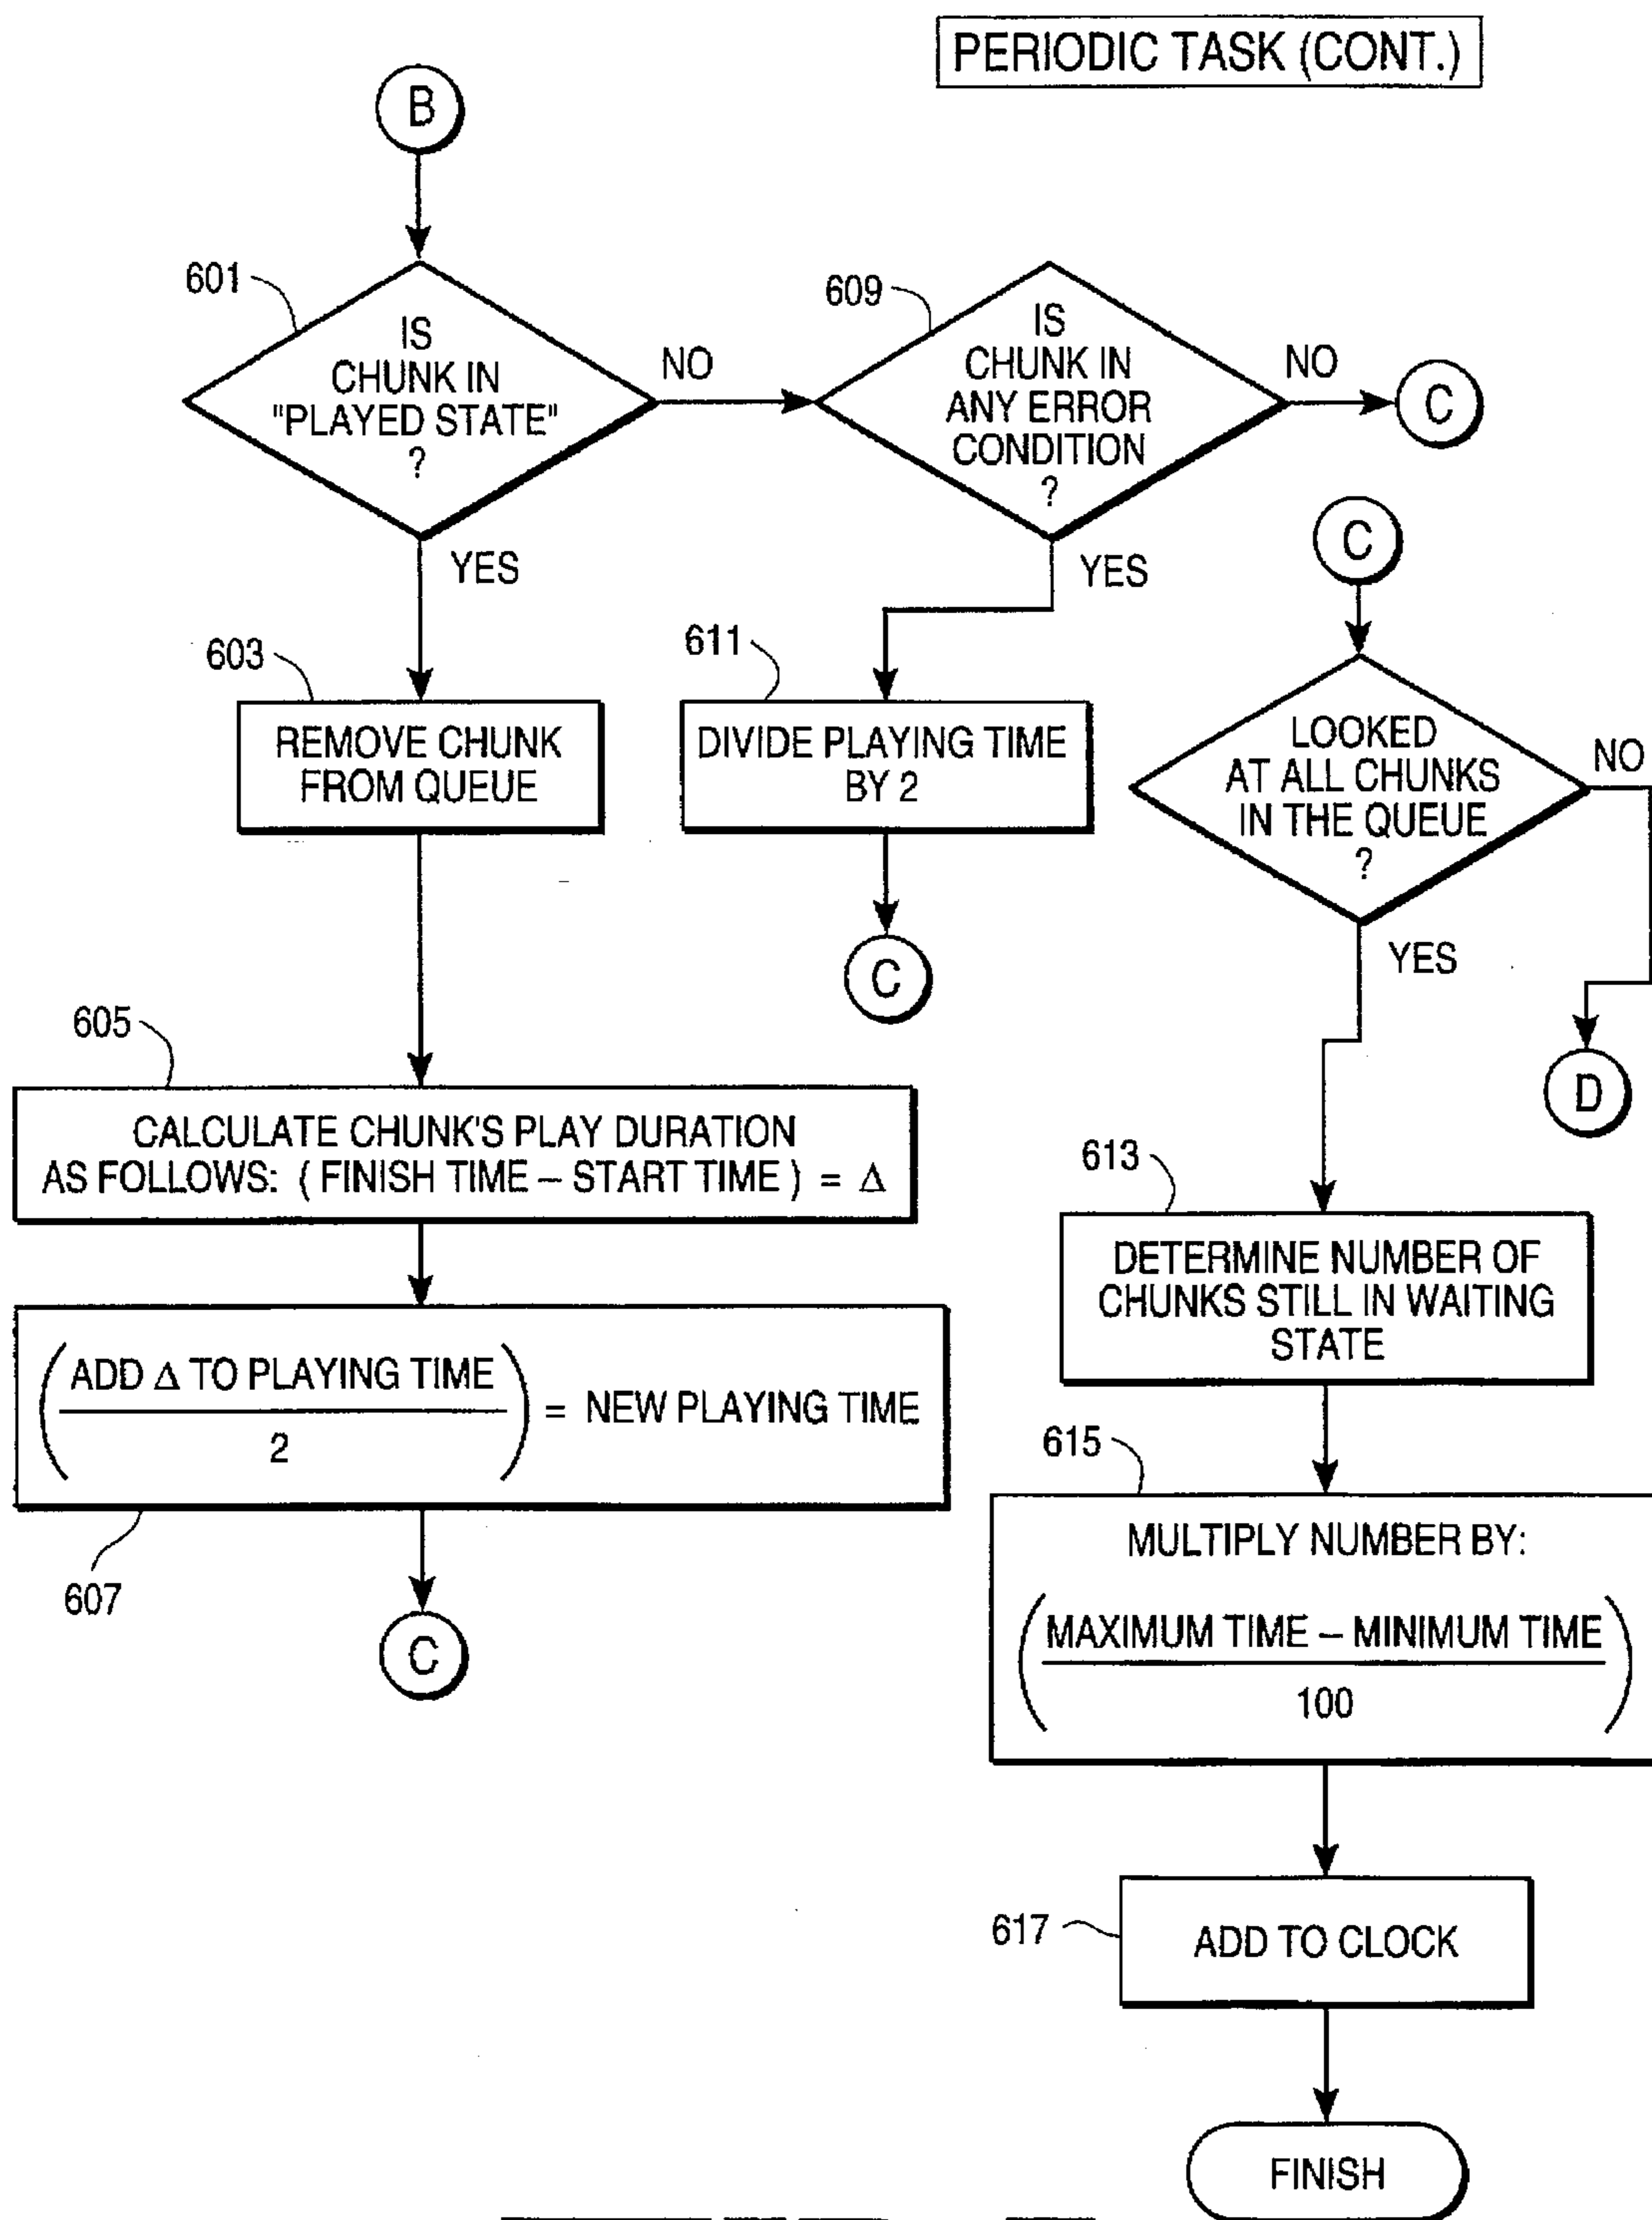 PERIODIC TASK (CONT.)
B
601
IS
CHUNK IN
"PLAYED STATE"
?
NO
YES
609
IS
CHUNK IN
ANY ERROR
CONDITION
?
NO
C
YES
603
REMOVE CHUNK
FROM QUEUE
611
DIVIDE PLAYING TIME
BY 2
C
605
CALCULATE CHUNK'S PLAY DURATION
AS FOLLOWS: ( FINISH TIME – START TIME ) = Δ
( ADD Δ TO PLAYING TIME / 2 ) = NEW PLAYING TIME
607
C
C
LOOKED
AT ALL CHUNKS
IN THE QUEUE
?
NO
D
YES
613
DETERMINE NUMBER OF
CHUNKS STILL IN WAITING
STATE
615
MULTIPLY NUMBER BY:
( MAXIMUM TIME – MINIMUM TIME / 100 )
617
ADD TO CLOCK
FINISH